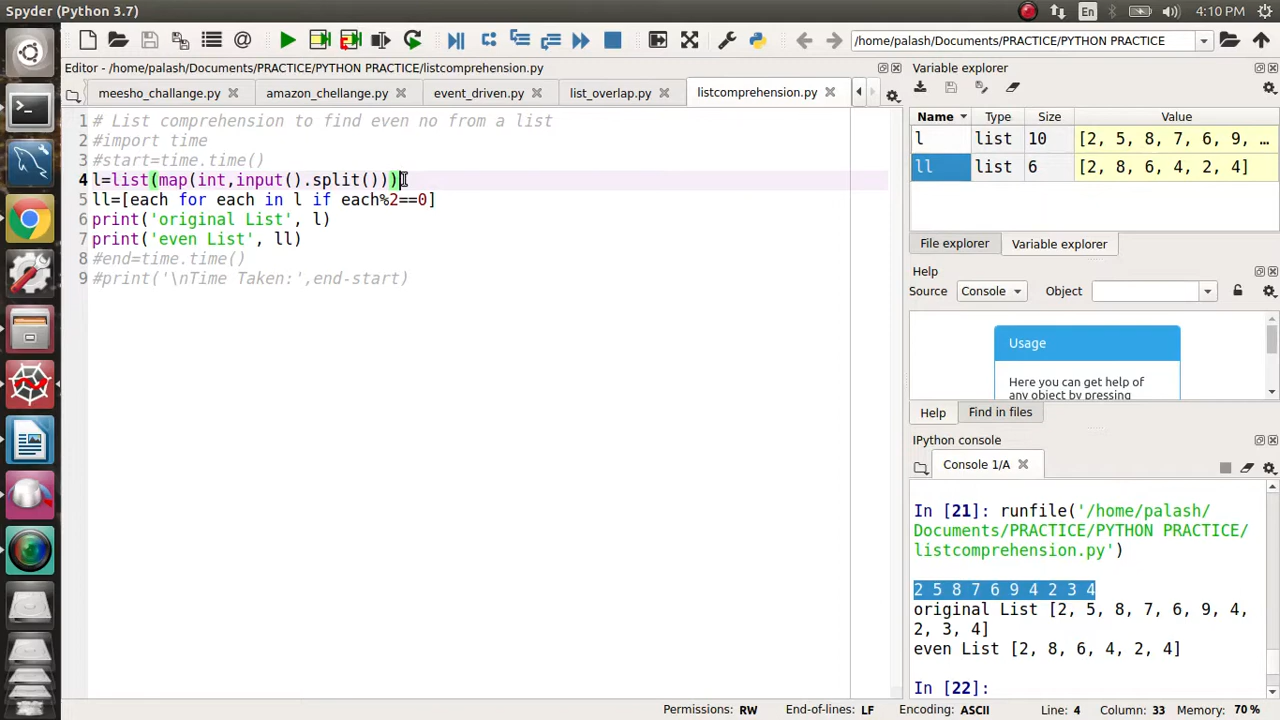 Spyder (Python 3.7)
En
4:10 PM
/home/palash/Documents/PRACTICE/PYTHON PRACTICE
Editor - /home/palash/Documents/PRACTICE/PYTHON PRACTICE/listcomprehension.py
meesho_challange.py
amazon_chellange.py
event_driven.py
list_overlap.py
listcomprehension.py
1 # List comprehension to find even no from a list
2 #import time
3 #start=time.time()
4 l=list(map(int,input().split()))
5 ll=[each for each in l if each%2==0]
6 print('original List', l)
7 print('even List', ll)
8 #end=time.time()
9 #print('\nTime Taken:',end-start)
Variable explorer
Name Type Size Value
l list 10 [2, 5, 8, 7, 6, 9, …
ll list 6 [2, 8, 6, 4, 2, 4]
File explorer Variable explorer
Help
Source Console Object
Usage
Here you can get help of
any object by pressing
Help Find in files
IPython console
Console 1/A
In [21]: runfile('/home/palash/
Documents/PRACTICE/PYTHON PRACTICE/
listcomprehension.py')
2 5 8 7 6 9 4 2 3 4
original List [2, 5, 8, 7, 6, 9, 4,
2, 3, 4]
even List [2, 8, 6, 4, 2, 4]
In [22]:
Permissions: RW End-of-lines: LF Encoding: ASCII Line: 4 Column: 33 Memory: 70 %